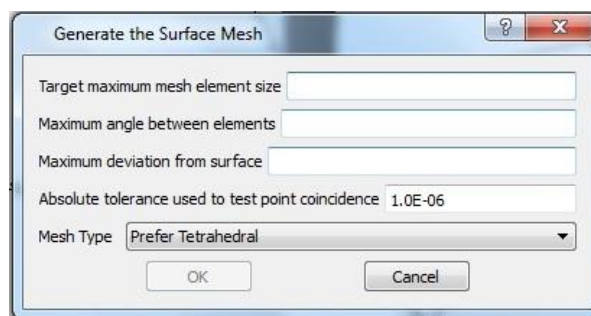 Generate the Surface Mesh
?
X
Target maximum mesh element size
Maximum angle between elements
Maximum deviation from surface
Absolute tolerance used to test point coincidence 1.0E-06
Mesh Type Prefer Tetrahedral
OK Cancel